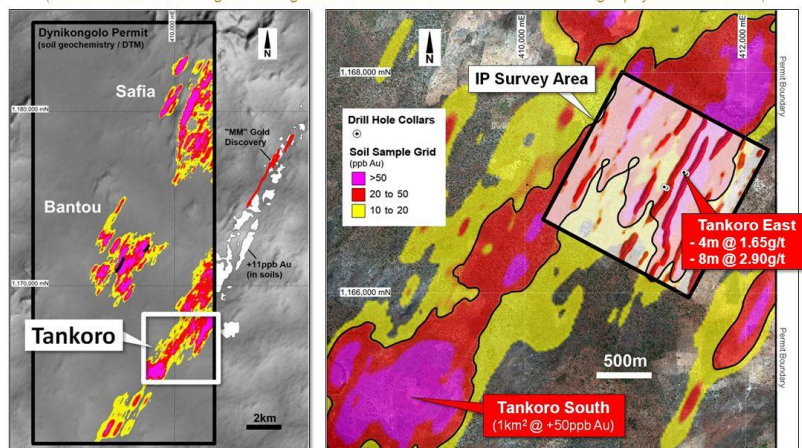 Dynikongolo Permit
(soil geochemistry / DTM)
410,000 mE
N
Safia
1,180,000 mN
"MM" Gold
Discovery
Bantou
+11ppb Au
(in soils)
1,170,000 mN
Tankoro
2km
N
410,000 mE
412,000 mE
1,168,000 mN
IP Survey Area
Permit Boundary
Drill Hole Collars
Soil Sample Grid
(ppb Au)
>50
20 to 50
10 to 20
Tankoro East
- 4m @ 1.65g/t
- 8m @ 2.90g/t
1,166,000 mN
500m
Permit Boundary
Tankoro South
(1km² @ +50ppb Au)